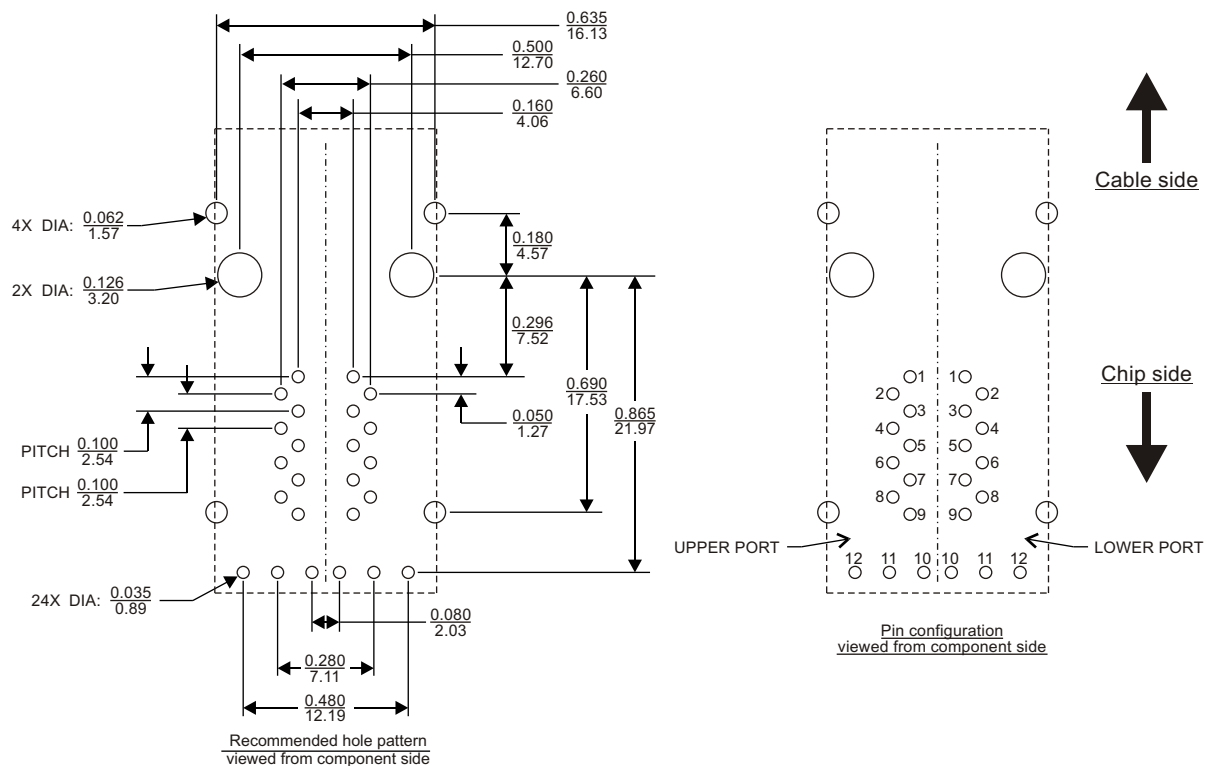 0.635
16.13
0.500
12.70
0.260
6.60
0.160
4.06
4X DIA: 0.062
1.57
0.180
4.57
2X DIA: 0.126
3.20
0.296
7.52
0.690
17.53
0.865
21.97
0.050
1.27
PITCH 0.100
2.54
PITCH 0.100
2.54
24X DIA: 0.035
0.89
0.080
2.03
0.280
7.11
0.480
12.19
Recommended hole pattern
viewed from component side
Cable side
Chip side
1 1
2 2
3 3
4 4
5 5
6 6
7 7
8 8
9 9
UPPER PORT LOWER PORT
12 11 10 10 11 12
Pin configuration
viewed from component side